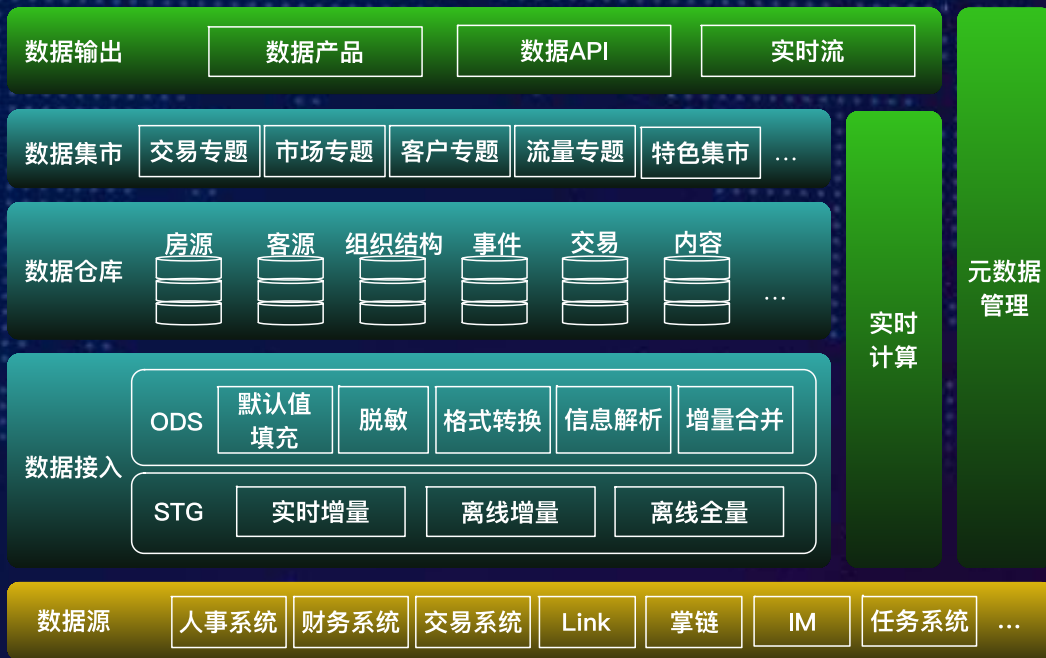 数据输出
数据产品
数据API
实时流
数据集市
交易专题
市场专题
客户专题
流量专题
特色集市
...
数据仓库
房源
客源
组织结构
事件
交易
内容
...
数据接入
ODS
默认值
填充
脱敏
格式转换
信息解析
增量合并
STG
实时增量
离线增量
离线全量
实时
计算
元数据
管理
数据源
人事系统
财务系统
交易系统
Link
掌链
IM
任务系统
...